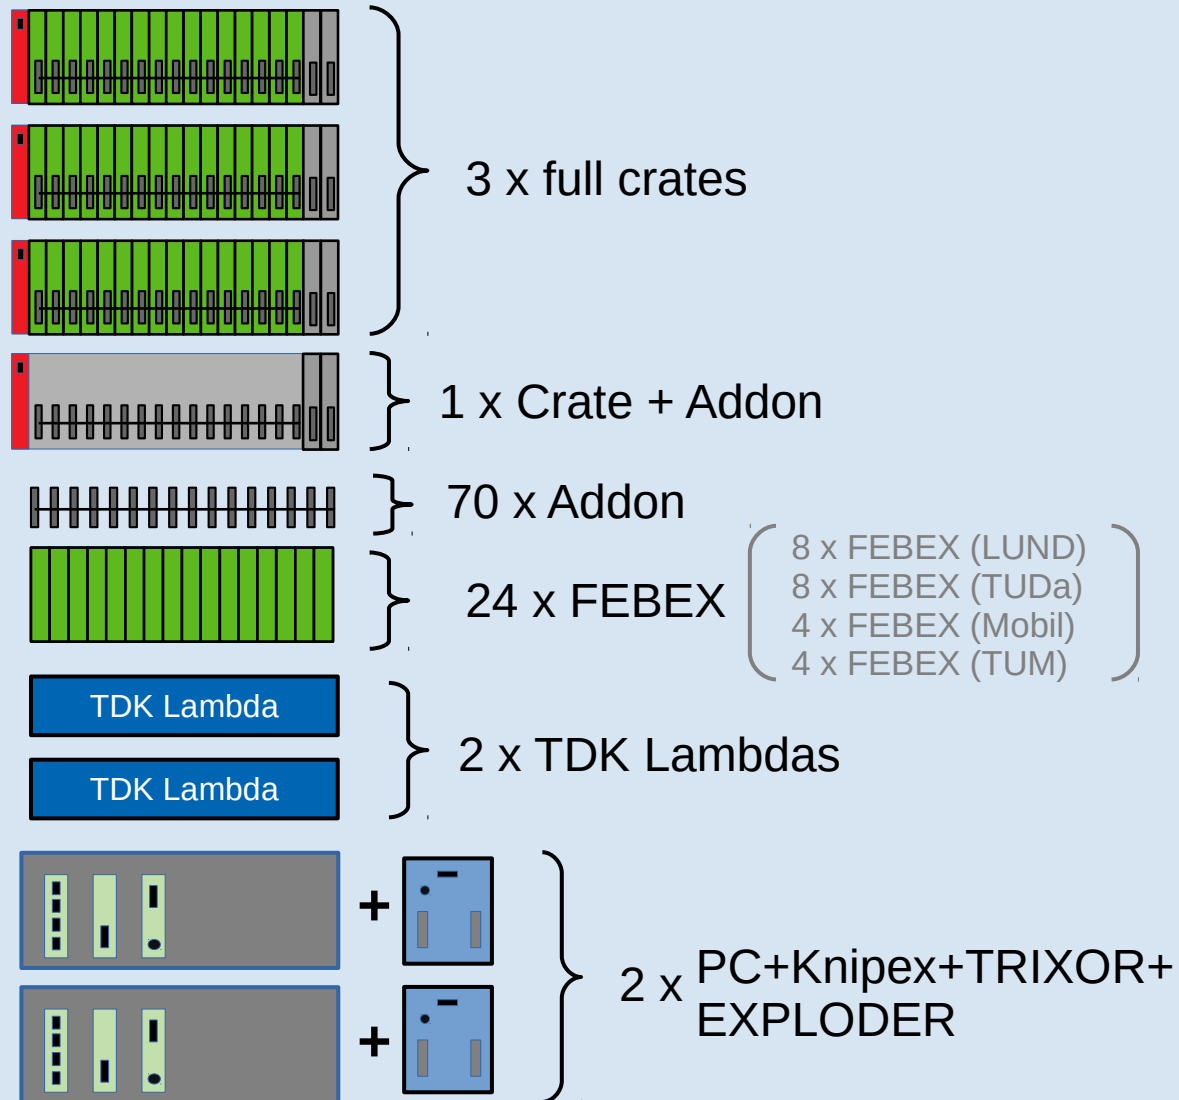 3 x full crates
1 x Crate + Addon
70 x Addon
24 x FEBEX
8 x FEBEX (LUND)
8 x FEBEX (TUDa)
4 x FEBEX (Mobil)
4 x FEBEX (TUM)
TDK Lambda
TDK Lambda
2 x TDK Lambdas
+
+
2 x PC+Knipex+TRIXOR+
EXPLODER